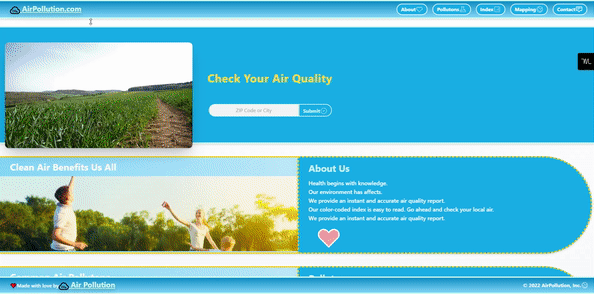 AirPollution.com
About
Pollutons
Index
Mapping
Contact
Check Your Air Quality
ZIP Code or City
Submit
Clean Air Benefits Us All
About Us
Health begins with knowledge.
Our environment has affects.
We provide an instant and accurate air quality report.
Our color-coded index is easy to read. Go ahead and check your local air.
We provide an instant and accurate air quality report.
Made with love by Air Pollution
© 2022 AirPollution, Inc.